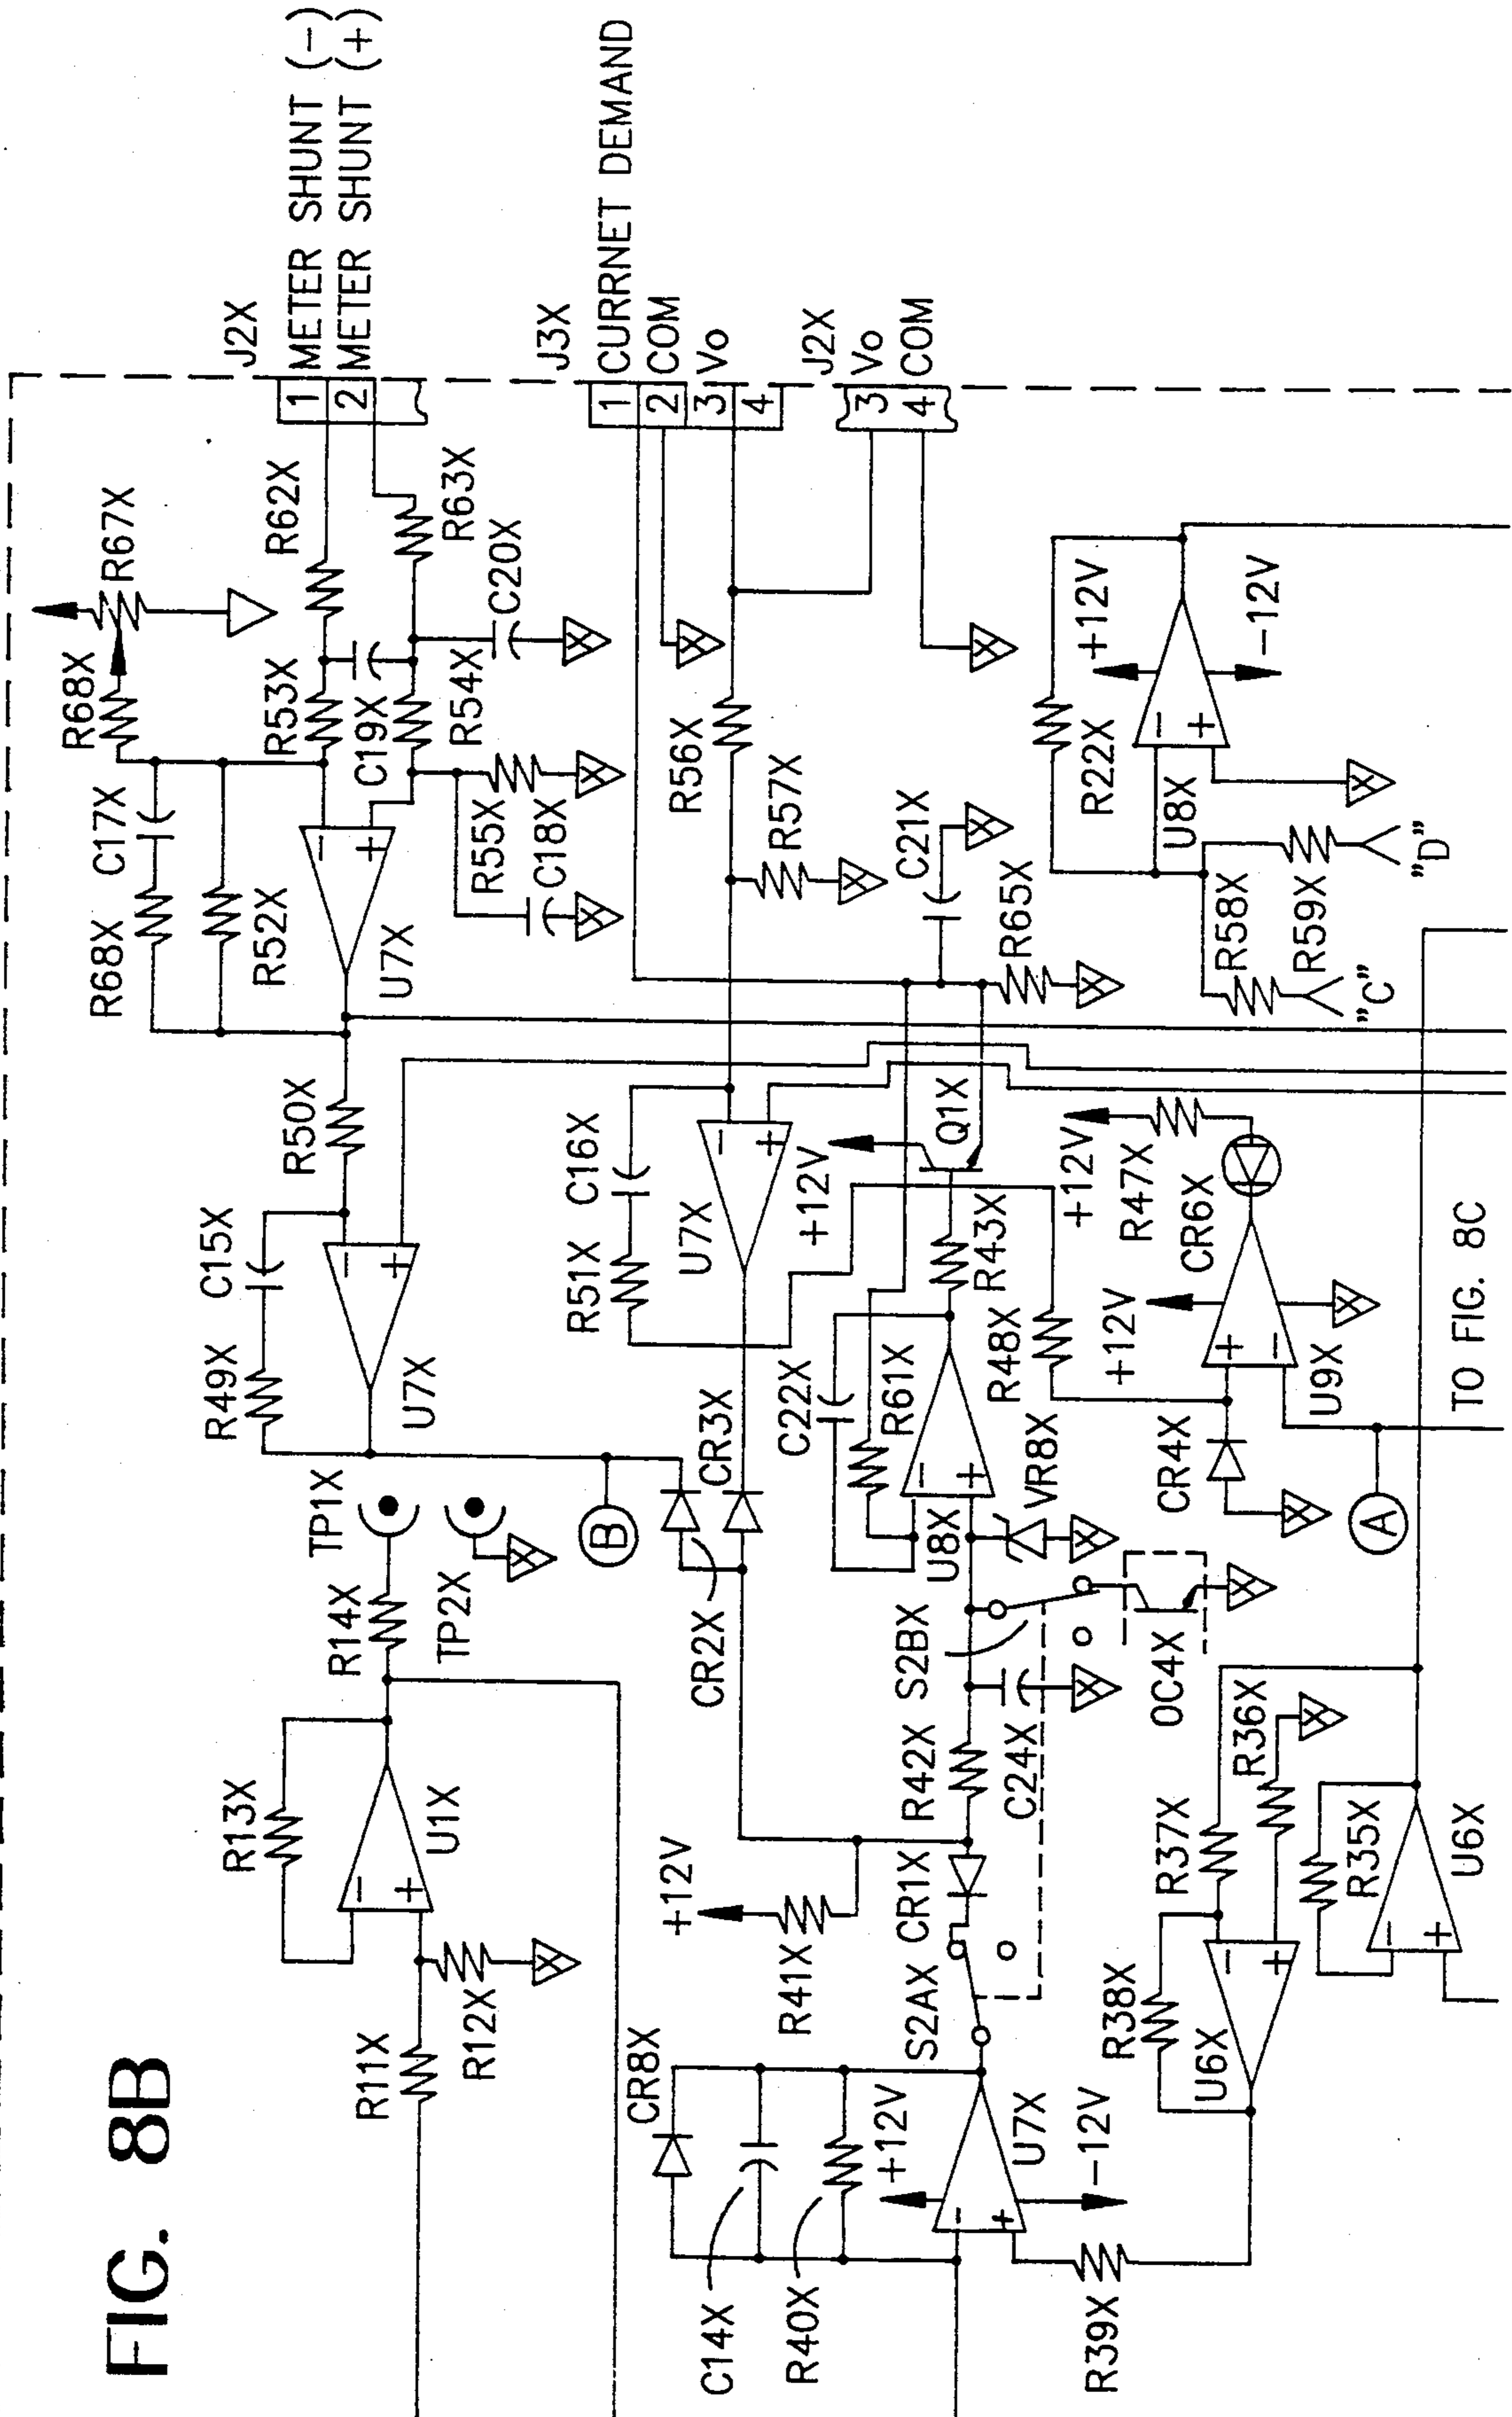 FIG. 8B
J2X
1 METER SHUNT (-)
2 METER SHUNT (+)
R67X
R68X
R62X
R53X
C19X
R63X
C20X
R54X
C17X
R68X
R52X
R55X
C18X
U7X
-
+
R50X
C15X
R49X
U7X
-
+
TP1X
TP2X
R14X
R13X
U1X
-
+
R11X
R12X
J3X
1 CURRNET DEMAND
2 COM
3 Vo
4
J2X
3 Vo
4 COM
R56X
R57X
C21X
R65X
C16X
R51X
U7X
-
+
+12V
Q1X
R43X
B
CR3X
CR2X
C22X
R61X
U8X
-
+
VR8X
R48X
S2BX
OC4X
R42X
C24X
+12V
R41X
CR1X
S2AX
CR8X
C14X
R40X
+12V
U7X
-
+
-12V
R39X
R22X
+12V
U8X
-
+
-12V
R58X
R59X
"C"
"D"
+12V
R47X
CR6X
+12V
+
-
U9X
CR4X
A
R37X
R36X
R38X
U6X
-
+
R35X
U6X
-
+
TO FIG. 8C